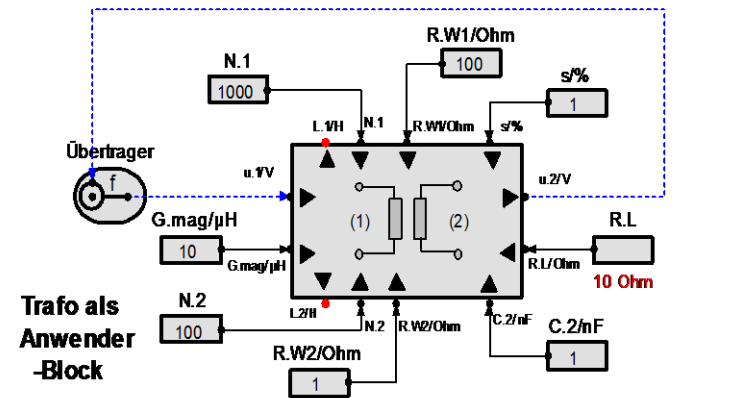 R.W1/Ohm
N.1
100
s/%
1000
1
L.1/H
N.1
R.W1/Ohm
s/%
Übertrager
f
u.1/V
u.2/V
G.mag/µH
(1)
(2)
R.L
10
G.mag/µH
R.L/Ohm
10 Ohm
Trafo als
Anwender
-Block
N.2
100
L.2/H
N.2
R.W2/Ohm
C.2/nF
C.2/nF
1
R.W2/Ohm
1